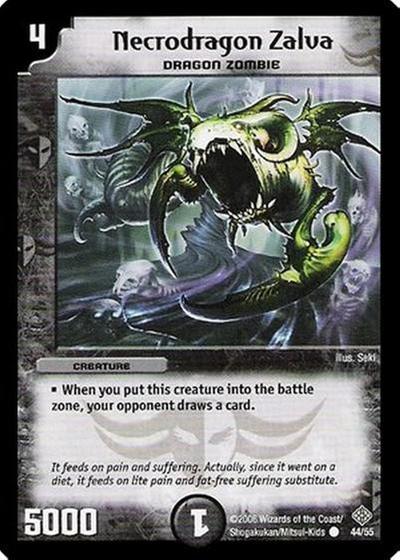 4
Necrodragon Zalva
DRAGON ZOMBIE
Illus. Seki
CREATURE
▪ When you put this creature into the battle
zone, your opponent draws a card.
It feeds on pain and suffering. Actually, since it went on a
diet, it feeds on lite pain and fat-free suffering substitute.
5000
1
©2006 Wizards of the Coast/
Shogakukan/Mitsui-Kids ● 44/55